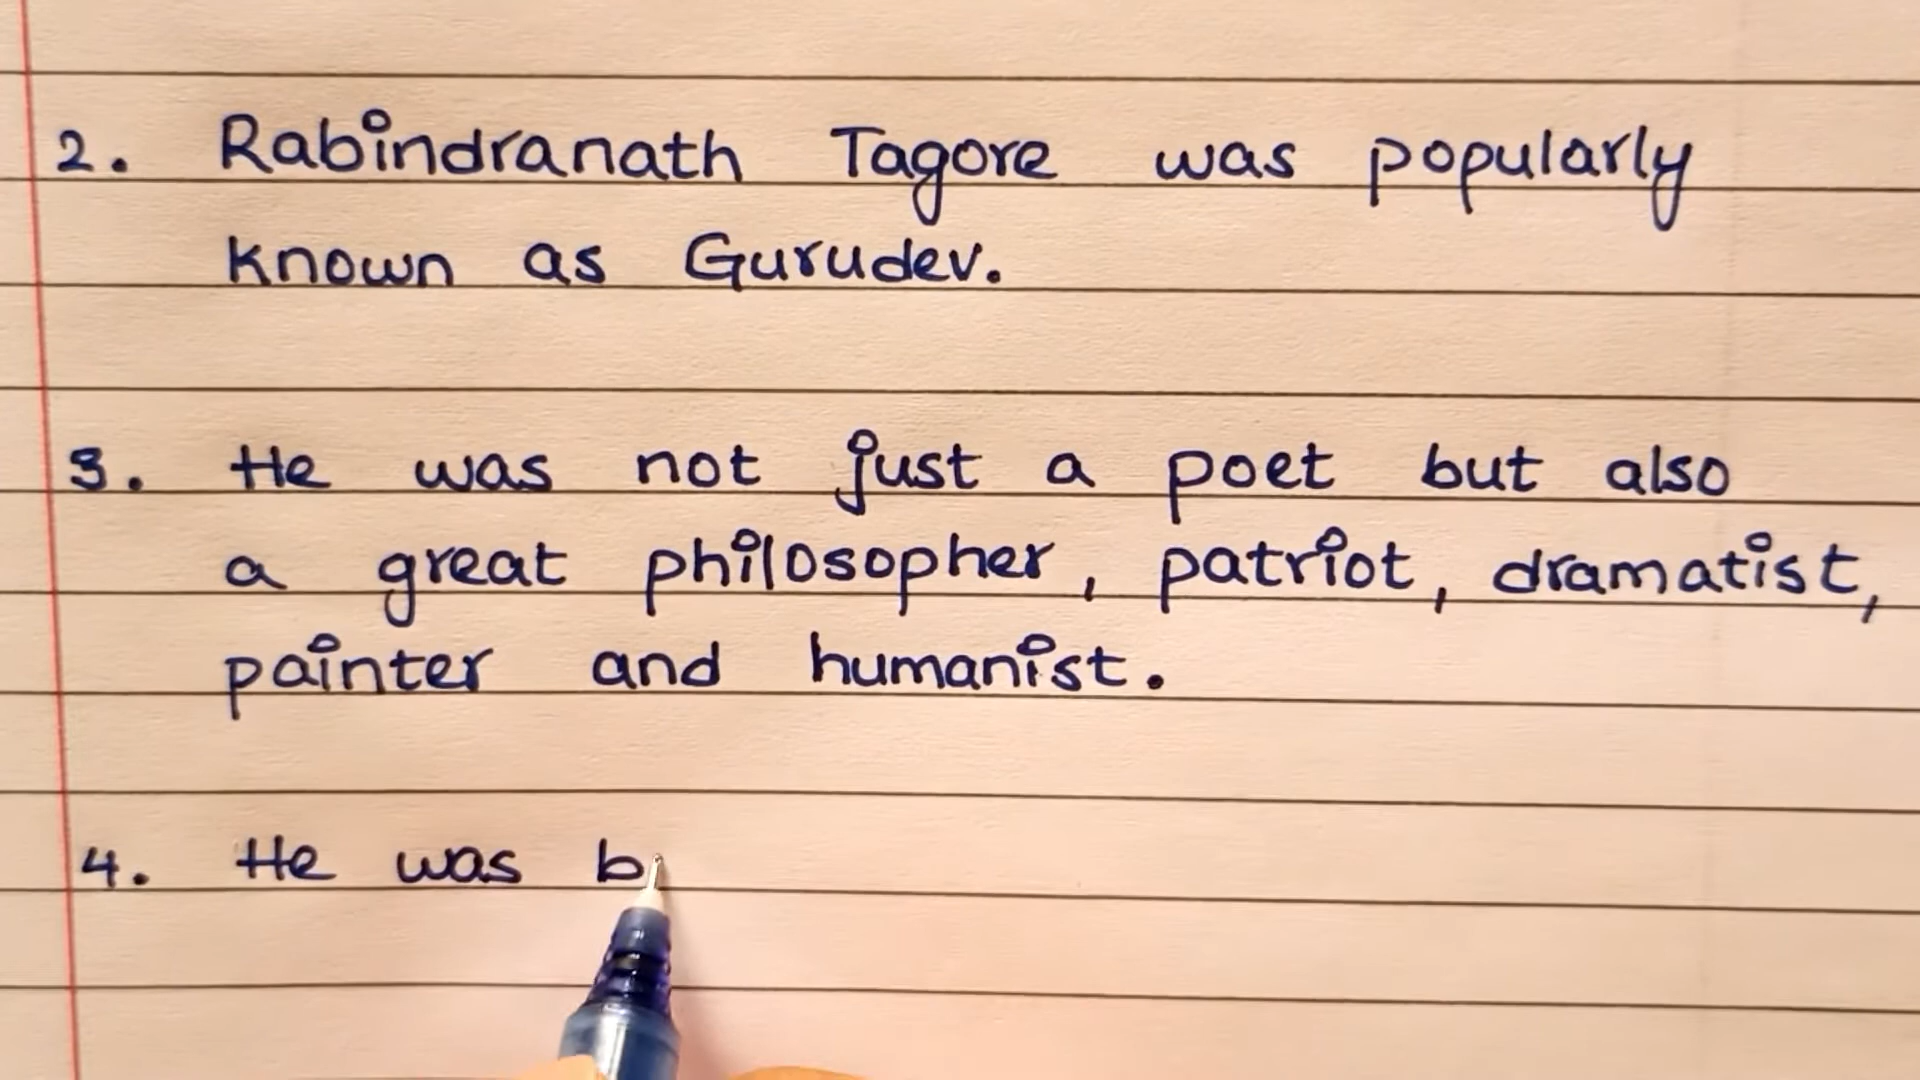 2. Rabindranath Tagore was popularly
known as Gurudev.
3. He was not just a poet but also
a great philosopher, patriot, dramatist,
painter and humanist.
4. He was b